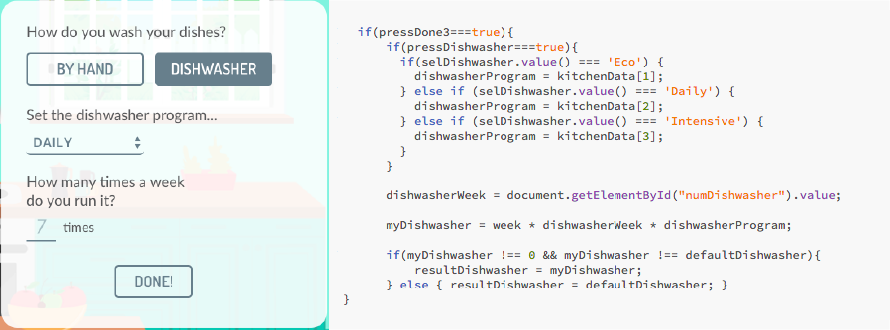 How do you wash your dishes?
BY HAND
DISHWASHER
Set the dishwasher program...
DAILY
How many times a week
do you run it?
7 times
DONE!
if(pressDone3===true){
if(pressDishwasher===true){
if(selDishwasher.value() === 'Eco') {
dishwasherProgram = kitchenData[1];
} else if (selDishwasher.value() === 'Daily') {
dishwasherProgram = kitchenData[2];
} else if (selDishwasher.value() === 'Intensive') {
dishwasherProgram = kitchenData[3];
}
}
dishwasherWeek = document.getElementById("numDishwasher").value;
myDishwasher = week * dishwasherWeek * dishwasherProgram;
if(myDishwasher !== 0 && myDishwasher !== defaultDishwasher){
resultDishwasher = myDishwasher;
} else { resultDishwasher = defaultDishwasher; }
}